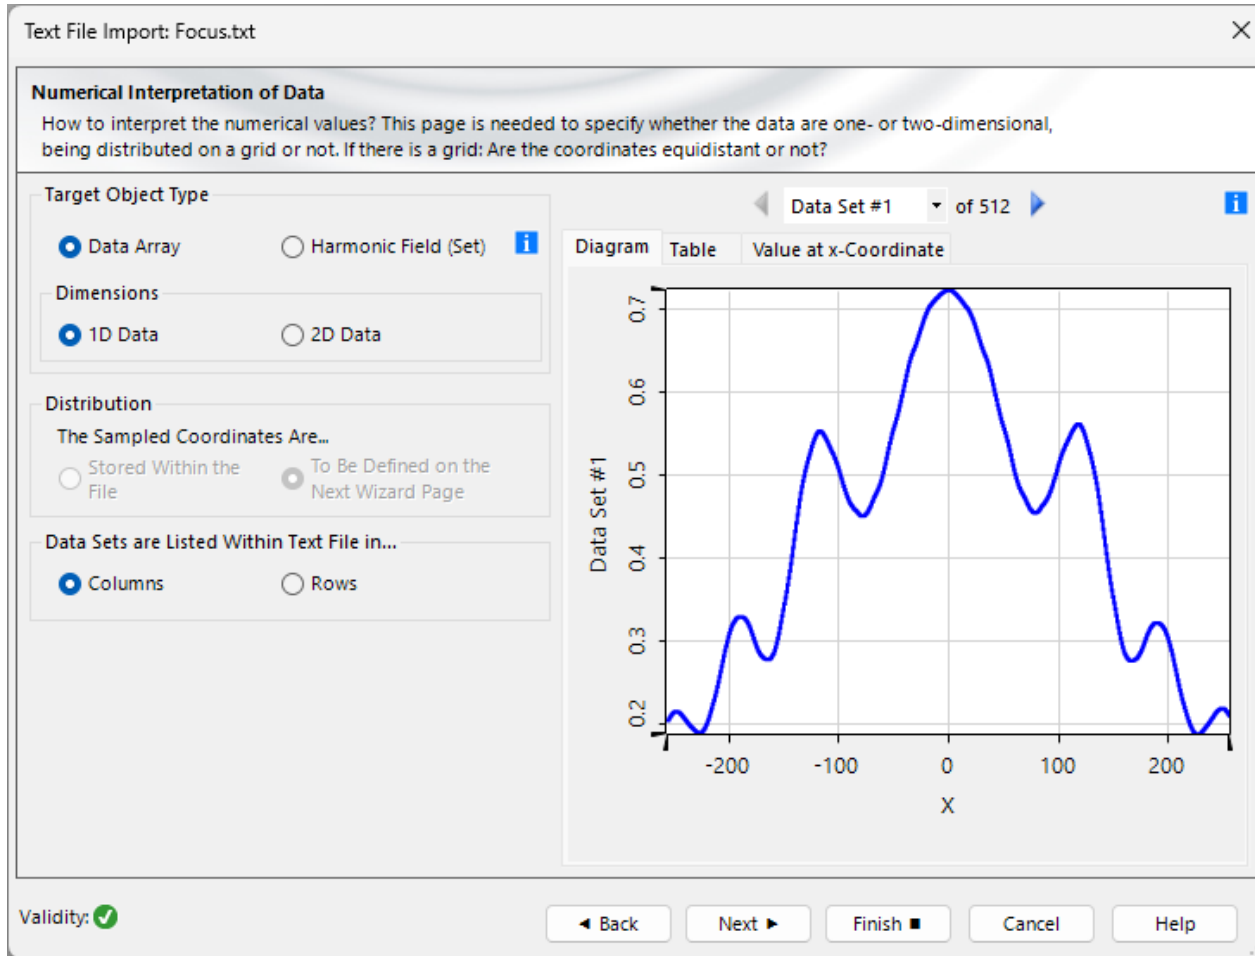 Text File Import: Focus.txt
Numerical Interpretation of Data
How to interpret the numerical values? This page is needed to specify whether the data are one- or two-dimensional,
being distributed on a grid or not. If there is a grid: Are the coordinates equidistant or not?
Target Object Type
Data Array
Harmonic Field (Set)
Dimensions
1D Data
2D Data
Distribution
The Sampled Coordinates Are...
Stored Within the
File
To Be Defined on the
Next Wizard Page
Data Sets are Listed Within Text File in...
Columns
Rows
Data Set #1
of 512
Diagram
Table
Value at x-Coordinate
Data Set #1
0.7
0.6
0.5
0.4
0.3
0.2
-200
-100
0
100
200
X
Validity:
Back
Next
Finish
Cancel
Help